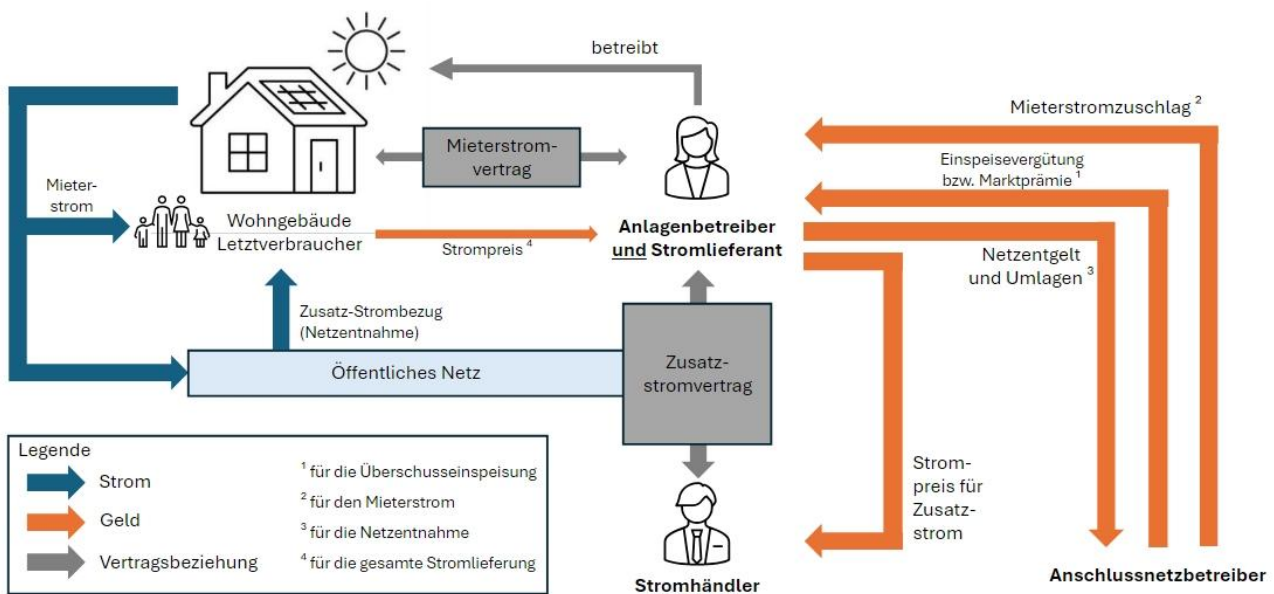 betreibt
Mieterstromzuschlag ²
Mieterstrom-
vertrag
Einspeisevergütung
bzw. Marktprämie ¹
Mieter-
strom
Wohngebäude
Letztverbraucher
Strompreis ⁴
Anlagenbetreiber
und Stromlieferant
Netzentgelt
und Umlagen ³
Zusatz-Strombezug
(Netzentnahme)
Öffentliches Netz
Zusatz-
stromvertrag
Strom-
preis für
Zusatz-
strom
Stromhändler
Anschlussnetzbetreiber
Legende
Strom
Geld
Vertragsbeziehung
¹ für die Überschusseinspeisung
² für den Mieterstrom
³ für die Netzentnahme
⁴ für die gesamte Stromlieferung